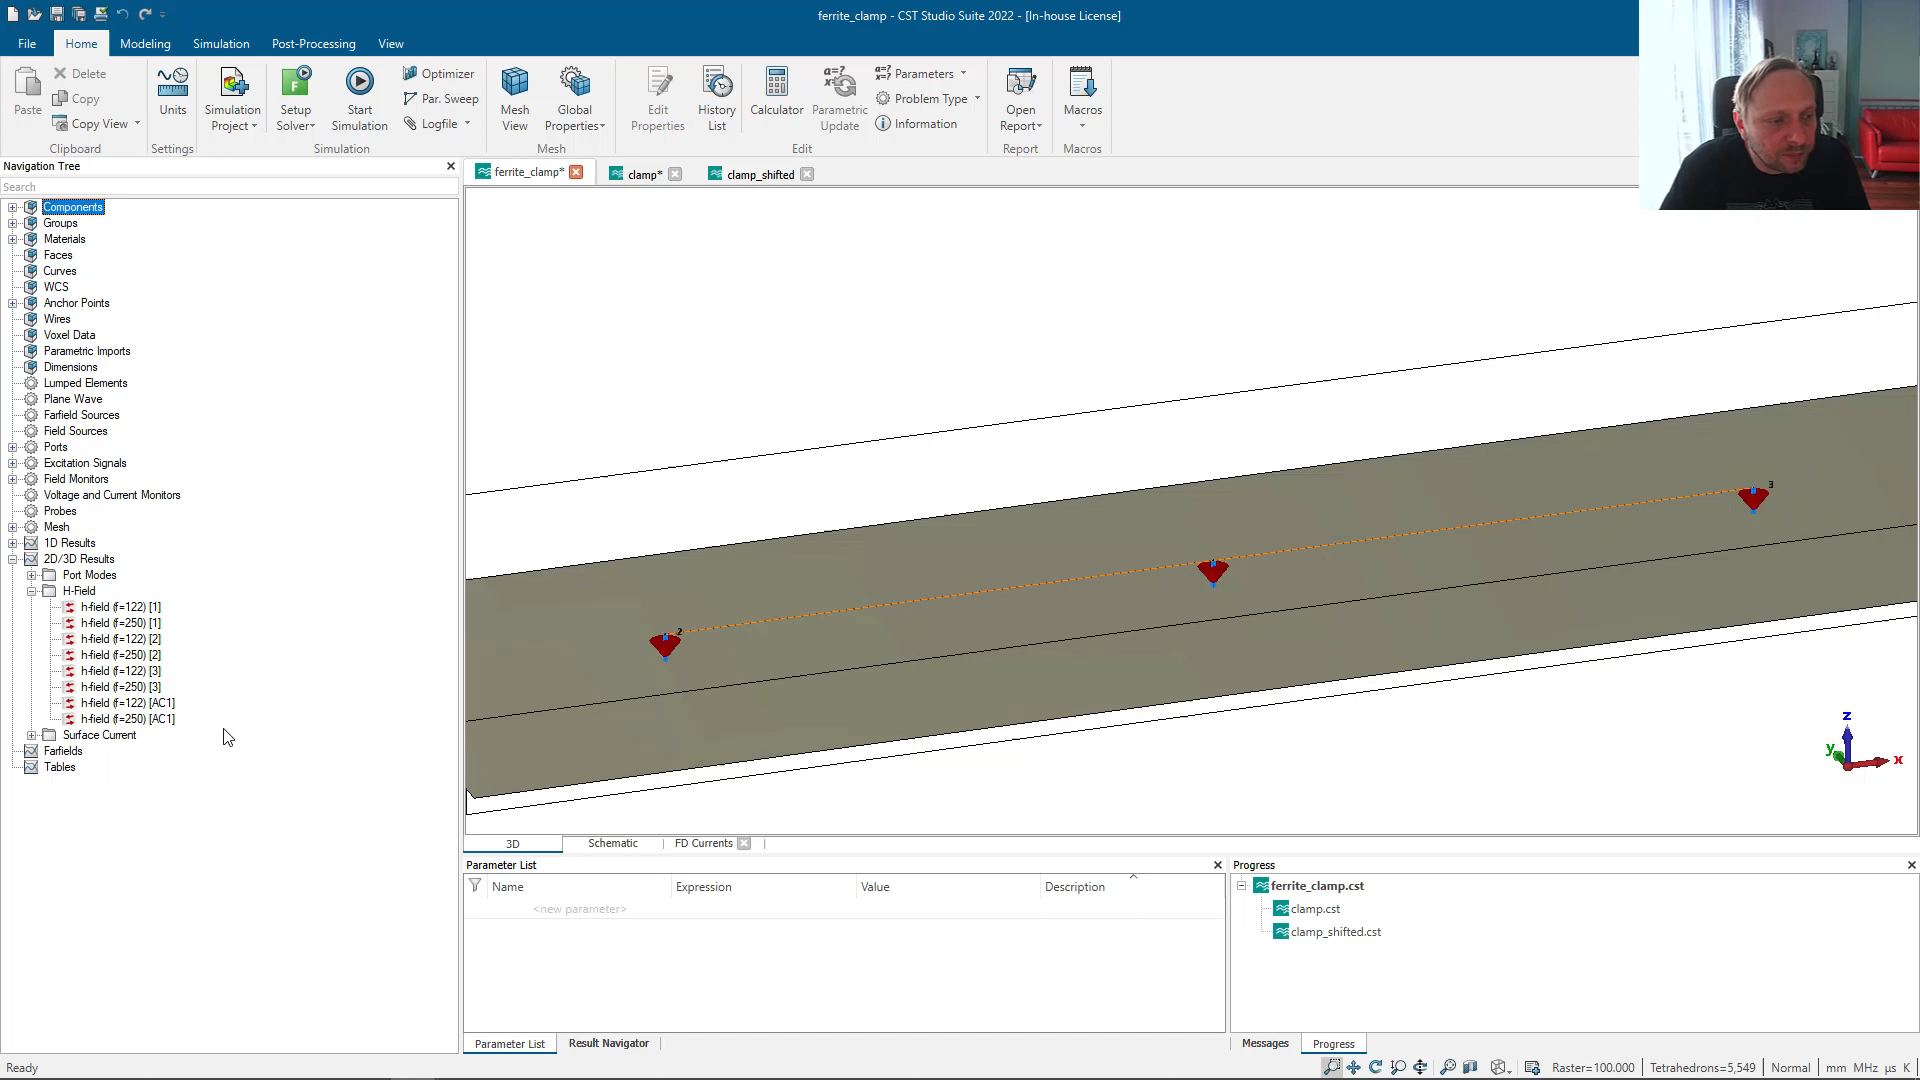 ferrite_clamp - CST Studio Suite 2022 - [In-house License]
File
Home
Modeling
Simulation
Post-Processing
View
Paste
Delete
Copy
Copy View
Clipboard
Units
Settings
Simulation Project
Setup Solver
Start Simulation
Optimizer
Par. Sweep
Logfile
Simulation
Mesh View
Global Properties
Mesh
Edit Properties
History List
Calculator
Parametric Update
Parameters
Problem Type
Information
Edit
Open Report
Report
Macros
Macros
Navigation Tree
Search
Components
Groups
Materials
Faces
Curves
WCS
Anchor Points
Wires
Voxel Data
Parametric Imports
Dimensions
Lumped Elements
Plane Wave
Farfield Sources
Field Sources
Ports
Excitation Signals
Field Monitors
Voltage and Current Monitors
Probes
Mesh
1D Results
2D/3D Results
Port Modes
H-Field
h-field (f=122) [1]
h-field (f=250) [1]
h-field (f=122) [2]
h-field (f=250) [2]
h-field (f=122) [3]
h-field (f=250) [3]
h-field (f=122) [AC1]
h-field (f=250) [AC1]
Surface Current
Farfields
Tables
ferrite_clamp*
clamp*
clamp_shifted
3
2
z
y
x
3D
Schematic
FD Currents
Parameter List
Name
Expression
Value
Description
<new parameter>
Parameter List
Result Navigator
Progress
ferrite_clamp.cst
clamp.cst
clamp_shifted.cst
Messages
Progress
Ready
Raster=100.000
Tetrahedrons=5,549
Normal
mm MHz µs K